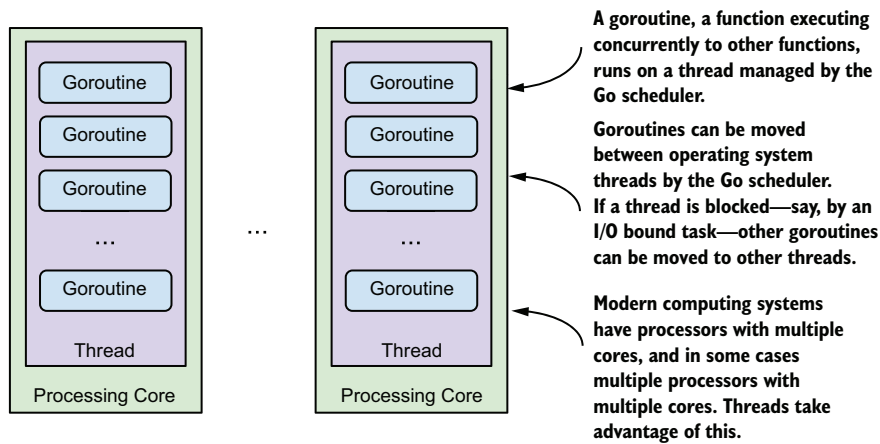 Goroutine
Goroutine
Goroutine
...
Goroutine
Thread
Processing Core
...
Goroutine
Goroutine
Goroutine
...
Goroutine
Thread
Processing Core
A goroutine, a function executing
concurrently to other functions,
runs on a thread managed by the
Go scheduler.
Goroutines can be moved
between operating system
threads by the Go scheduler.
If a thread is blocked—say, by an
I/O bound task—other goroutines
can be moved to other threads.
Modern computing systems
have processors with multiple
cores, and in some cases
multiple processors with
multiple cores. Threads take
advantage of this.